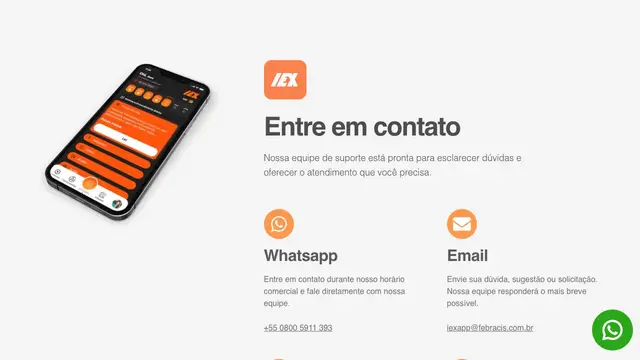 IEX
Entre em contato
Nossa equipe de suporte está pronta para esclarecer dúvidas e
oferecer o atendimento que você precisa.
Whatsapp
Entre em contato durante nosso horário
comercial e fale diretamente com nossa
equipe.
+55 0800 5911 393
Email
Envie sua dúvida, sugestão ou solicitação.
Nossa equipe responderá o mais breve
possível.
iexapp@febracis.com.br